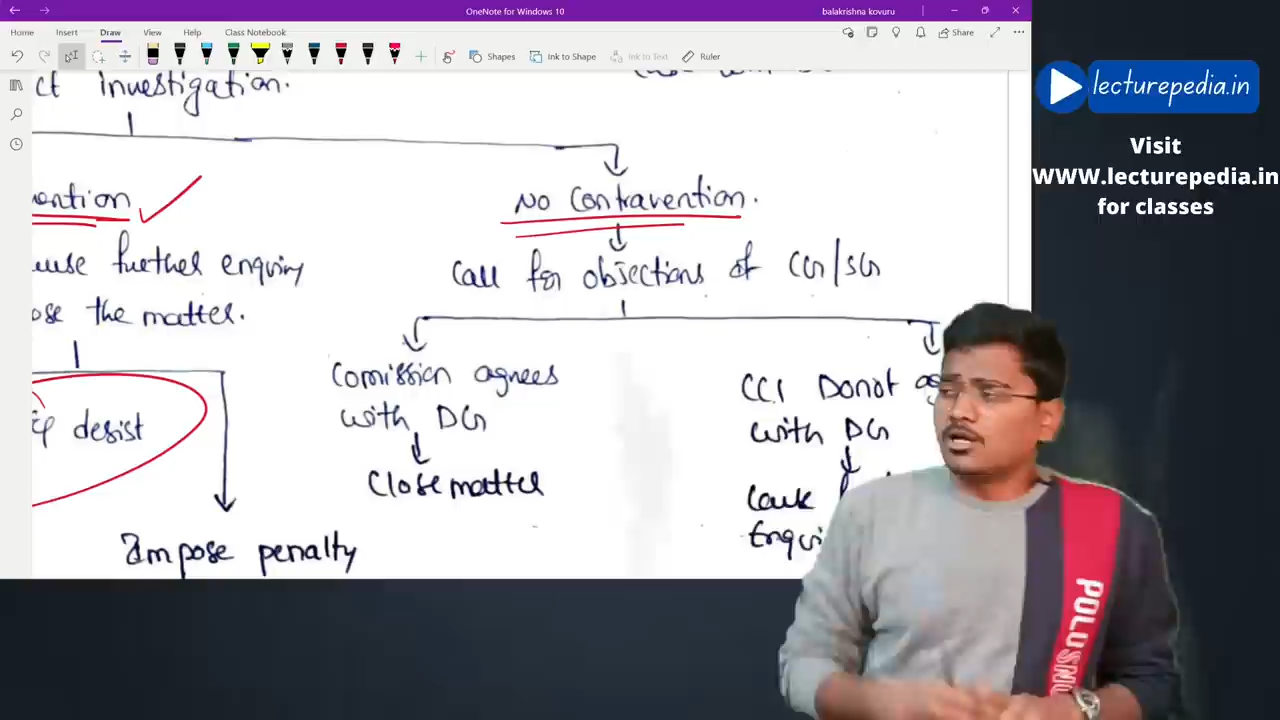 OneNote for Windows 10
balakrishna kovuru
Home Insert Draw View Help Class Notebook
Share
Shapes Ink to Shape Ink to Text Ruler
lecturepedia.in
Visit
WWW.lecturepedia.in
for classes
ct investigation.
ention
No Contravention.
further enquiry
Call for objections of CG/SG
ose the matter.
Comission agrees
with DG
CCI Donot ag
with DG
desist
Close matter
Cause
Enqui
Impose penalty
POLUSNU